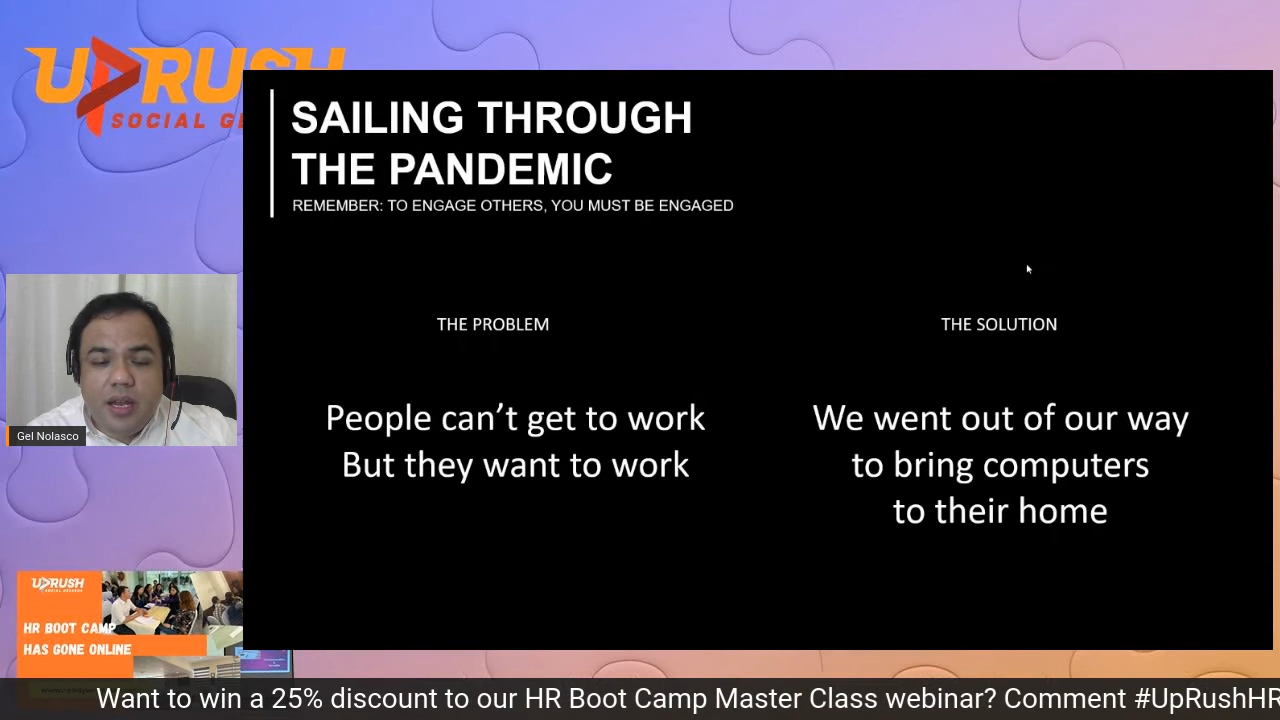 UPRUSH
SOCIAL
SAILING THROUGH
THE PANDEMIC
REMEMBER: TO ENGAGE OTHERS, YOU MUST BE ENGAGED
THE PROBLEM
People can’t get to work
But they want to work
THE SOLUTION
We went out of our way
to bring computers
to their home
Gel Nolasco
UPRUSH
HR BOOT CAMP
HAS GONE ONLINE
Want to win a 25% discount to our HR Boot Camp Master Class webinar? Comment #UpRushHR